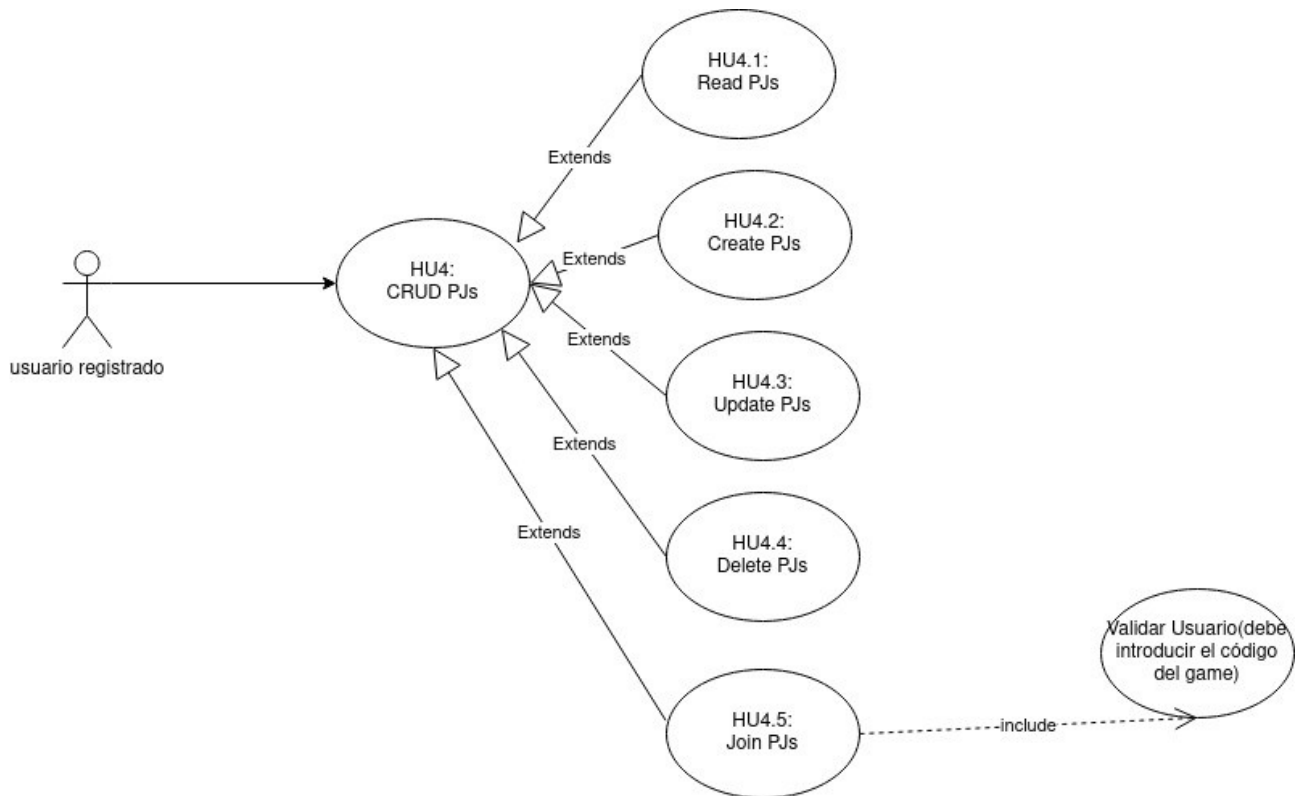 HU4.1:
Read PJs
Extends
HU4.2:
Create PJs
Extends
HU4:
CRUD PJs
usuario registrado
Extends
HU4.3:
Update PJs
Extends
HU4.4:
Delete PJs
Extends
Validar Usuario(debe
introducir el código
del game)
HU4.5:
Join PJs
include